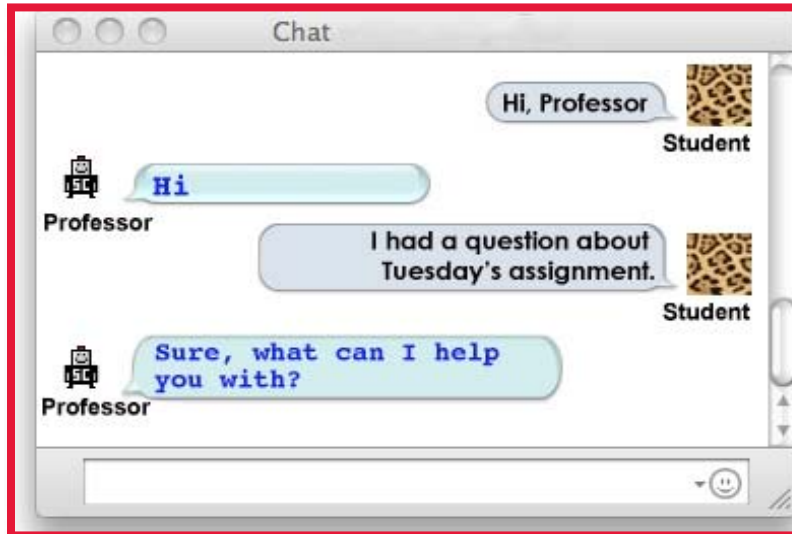 Chat
Hi, Professor
Student
Hi
Professor
I had a question about
Tuesday's assignment.
Student
Sure, what can I help
you with?
Professor